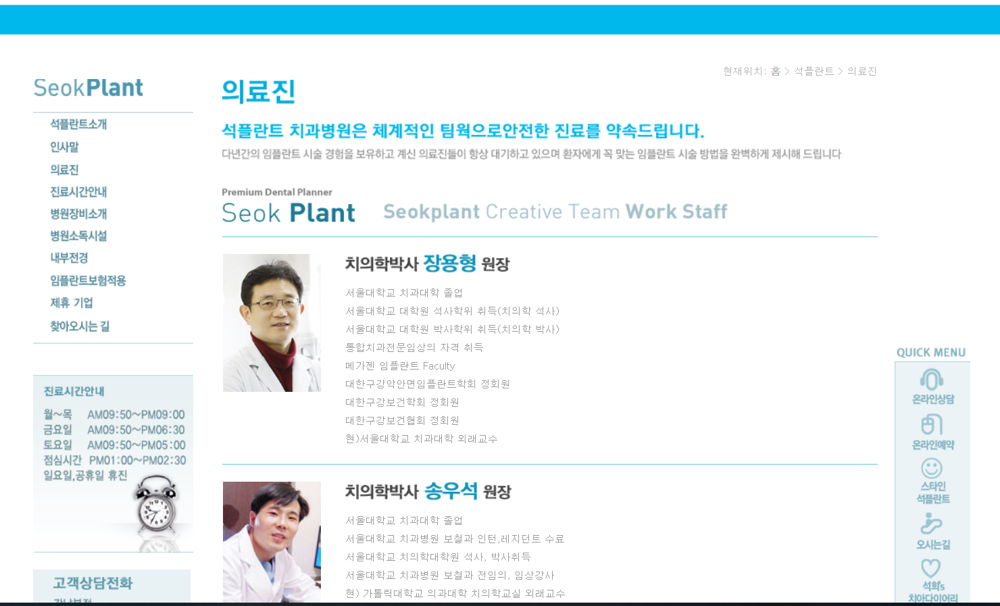 현재위치: 홈 > 석플란트 > 의료진
SeokPlant
석플란트소개
인사말
의료진
진료시간안내
병원장비소개
병원소독시설
내부전경
임플란트보험적용
제휴 기업
찾아오시는 길
진료시간안내
월~목 AM09:50~PM09:00
금요일 AM09:50~PM06:30
토요일 AM09:50~PM05:00
점심시간 PM01:00~PM02:30
일요일,공휴일 휴진
고객상담전화
의료진
석플란트 치과병원은 체계적인 팀웍으로안전한 진료를 약속드립니다.
다년간의 임플란트 시술 경험을 보유하고 계신 의료진들이 항상 대기하고 있으며 환자에게 꼭 맞는 임플란트 시술 방법을 완벽하게 제시해 드립니다
Premium Dental Planner
Seok Plant Seokplant Creative Team Work Staff
치의학박사 장용형 원장
서울대학교 치과대학 졸업
서울대학교 대학원 석사학위 취득(치의학 석사)
서울대학교 대학원 박사학위 취득(치의학 박사)
통합치과전문임상의 자격 취득
메가젠 임플란트 Faculty
대한구강악안면임플란트학회 정회원
대한구강보건학회 정회원
대한구강보건협회 정회원
현)서울대학교 치과대학 외래교수
치의학박사 송우석 원장
서울대학교 치과대학 졸업
서울대학교 치과병원 보철과 인턴,레지던트 수료
서울대학교 치의학대학원 석사, 박사취득
서울대학교 치과병원 보철과 전임의, 임상강사
현) 가톨릭대학교 의과대학 치의학교실 외래교수
QUICK MENU
온라인상담
온라인예약
스타인
석플란트
오시는길
석희's
치아다이어리